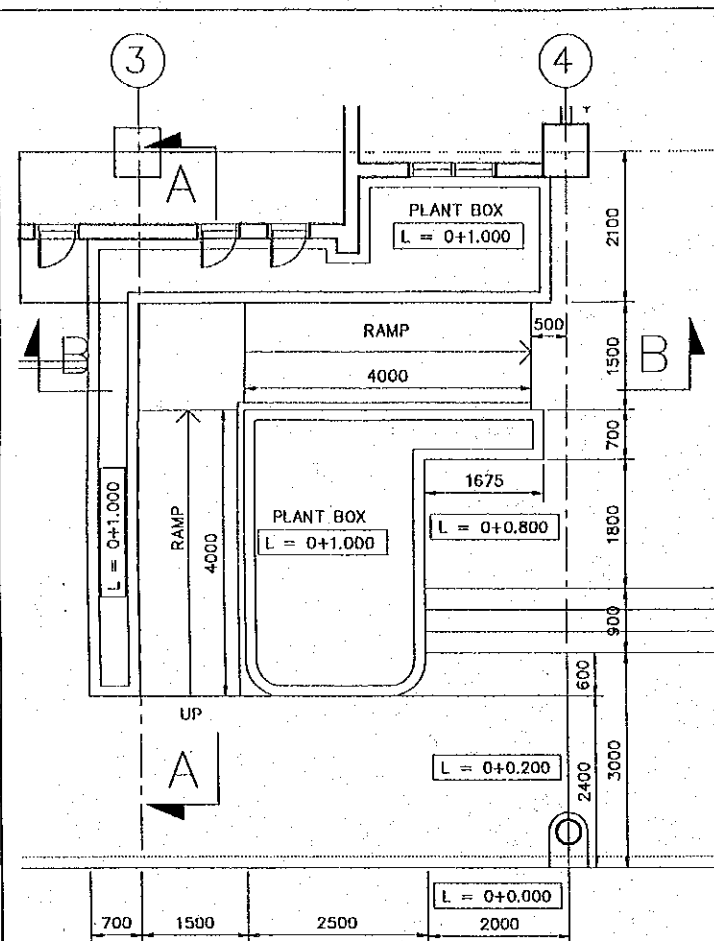 3
4
A
PLANT BOX
L = 0+1.000
2100
500
RAMP
B
B
1500
4000
700
1675
L = 0+1.000
RAMP
4000
PLANT BOX
L = 0+1.000
L = 0+0.800
1800
900
600
UP
A
L = 0+0.200
2400
3000
L = 0+0.000
700
1500
2500
2000